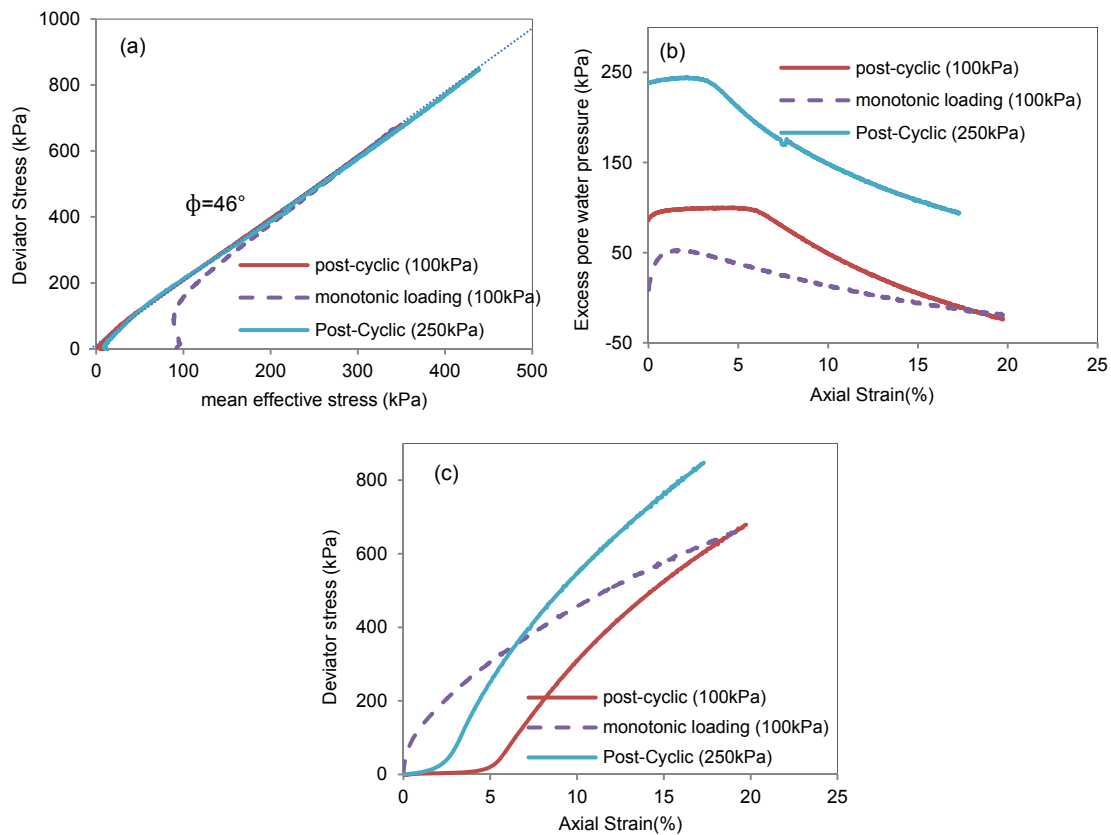 (a)
1000
800
600
400
200
0
Deviator Stress (kPa)
ϕ=46°
post-cyclic (100kPa)
monotonic loading (100kPa)
Post-Cyclic (250kPa)
0
100
200
300
400
500
mean effective stress (kPa)
(b)
250
150
50
-50
Excess pore water pressure (kPa)
post-cyclic (100kPa)
monotonic loading (100kPa)
Post-Cyclic (250kPa)
0
5
10
15
20
25
Axial Strain(%)
(c)
800
600
400
200
0
Deviator stress (kPa)
post-cyclic (100kPa)
monotonic loading (100kPa)
Post-Cyclic (250kPa)
0
5
10
15
20
25
Axial Strain(%)